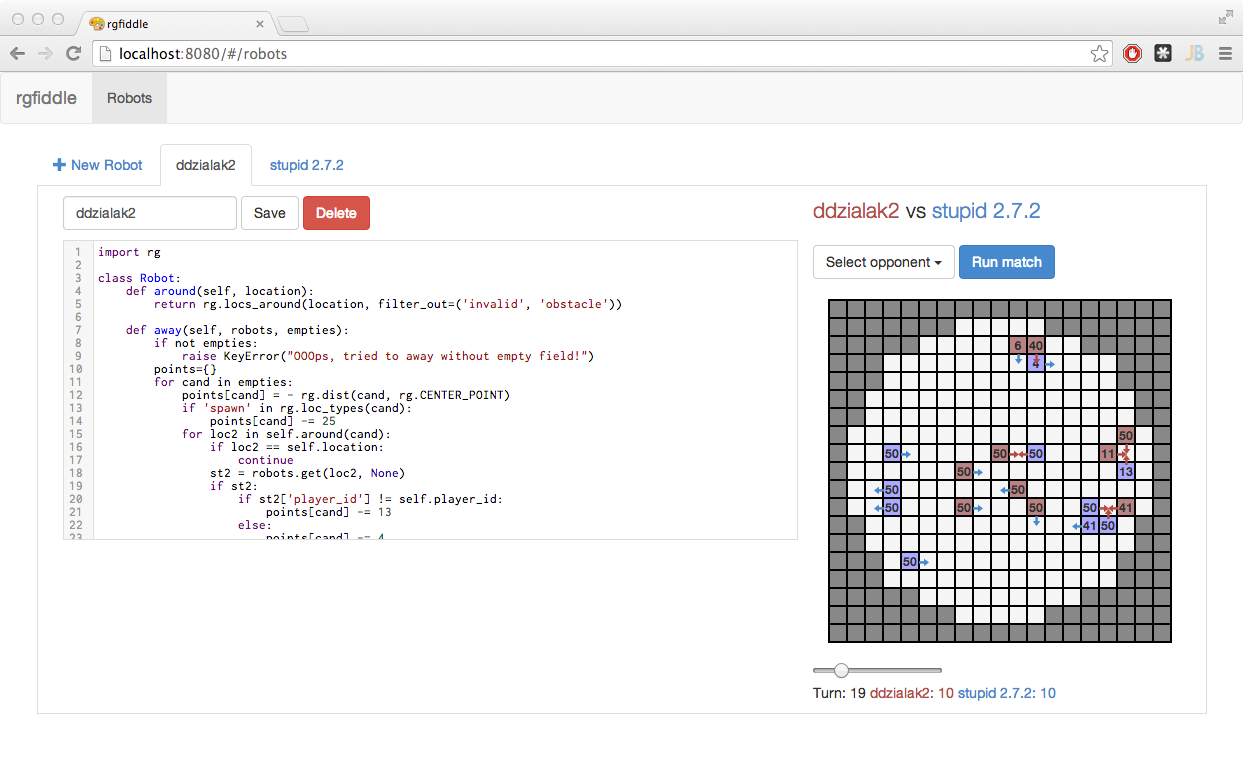 rgfiddle
localhost:8080/#/robots
JB
rgfiddle Robots
New Robot ddzialak2 stupid 2.7.2
ddzialak2 Save Delete
1 import rg
2
3 class Robot:
4 def around(self, location):
5 return rg.locs_around(location, filter_out=('invalid', 'obstacle'))
6
7 def away(self, robots, empties):
8 if not empties:
9 raise KeyError("OOOps, tried to away without empty field!")
10 points={}
11 for cand in empties:
12 points[cand] = - rg.dist(cand, rg.CENTER_POINT)
13 if 'spawn' in rg.loc_types(cand):
14 points[cand] -= 25
15 for loc2 in self.around(cand):
16 if loc2 == self.location:
17 continue
18 st2 = robots.get(loc2, None)
19 if st2:
20 if st2['player_id'] != self.player_id:
21 points[cand] -= 13
22 else:
23 points[cand] -= 4
ddzialak2 vs stupid 2.7.2
Select opponent Run match
6 40
4
50
50 50 50 11
50 13
50 50
50 50 50 50 41
41 50
50
Turn: 19 ddzialak2: 10 stupid 2.7.2: 10